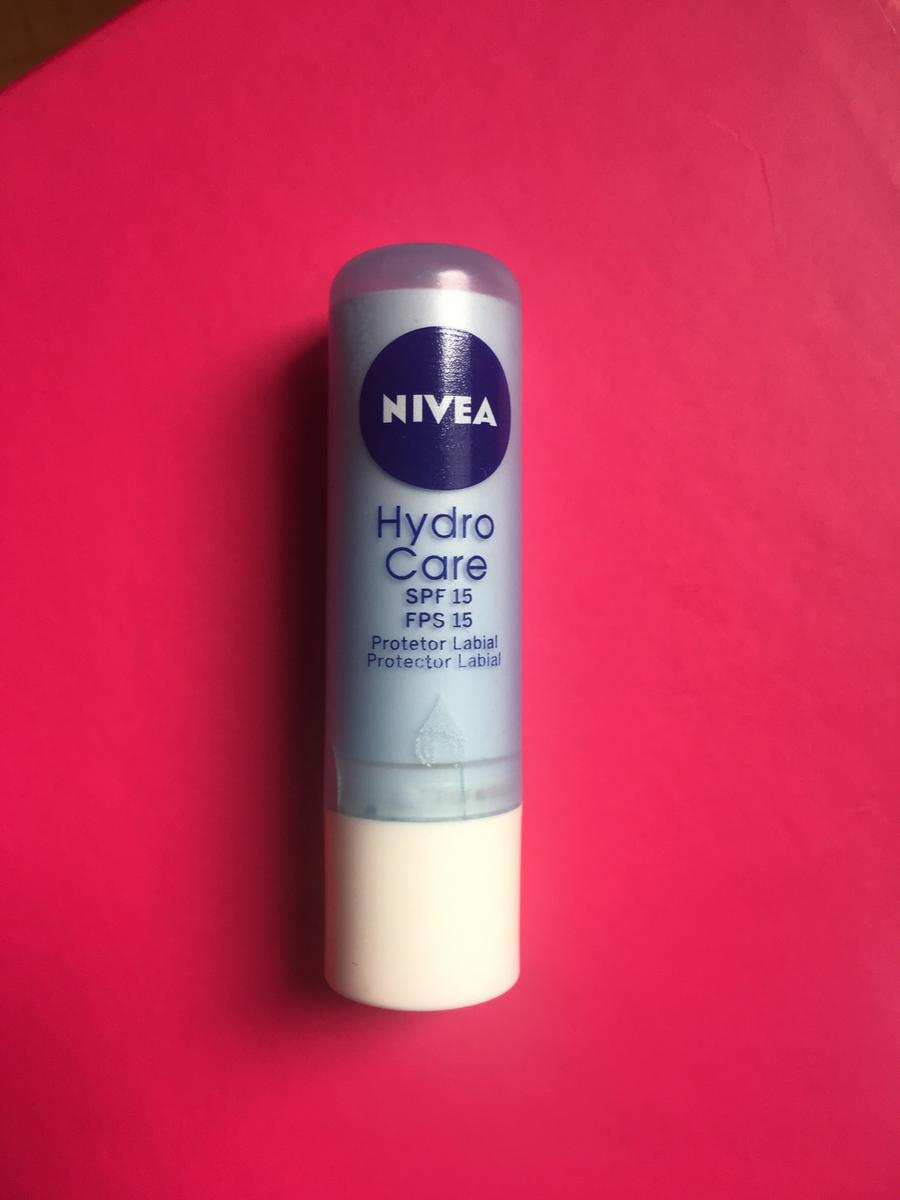 NIVEA
Hydro
Care
SPF 15
FPS 15
Protetor Labial
Protector Labial